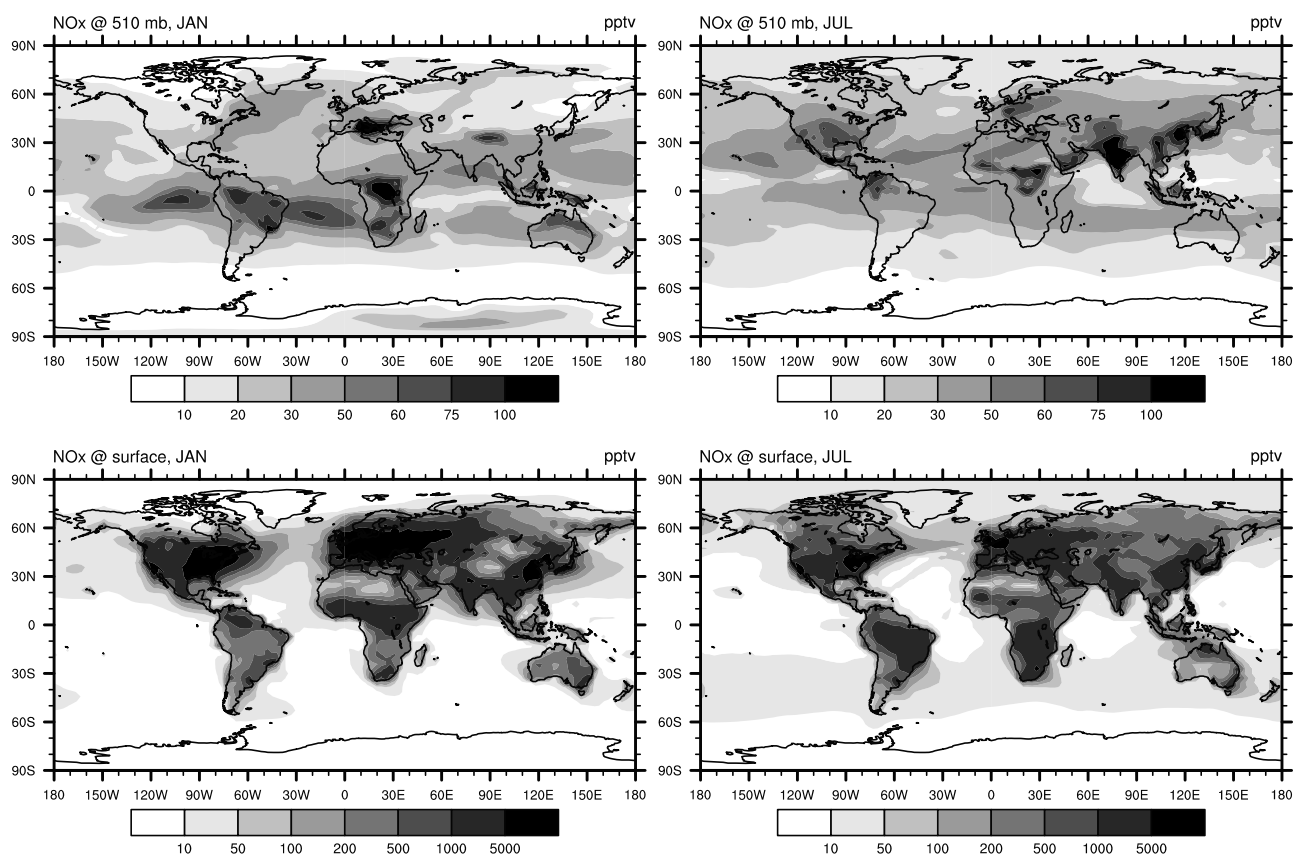 NOx @ 510 mb, JAN pptv
90N
60N
30N
0
30S
60S
90S
180 150W 120W 90W 60W 30W 0 30E 60E 90E 120E 150E 180
10 20 30 50 60 75 100
NOx @ 510 mb, JUL pptv
90N
60N
30N
0
30S
60S
90S
180 150W 120W 90W 60W 30W 0 30E 60E 90E 120E 150E 180
10 20 30 50 60 75 100
NOx @ surface, JAN pptv
90N
60N
30N
0
30S
60S
90S
180 150W 120W 90W 60W 30W 0 30E 60E 90E 120E 150E 180
10 50 100 200 500 1000 5000
NOx @ surface, JUL pptv
90N
60N
30N
0
30S
60S
90S
180 150W 120W 90W 60W 30W 0 30E 60E 90E 120E 150E 180
10 50 100 200 500 1000 5000